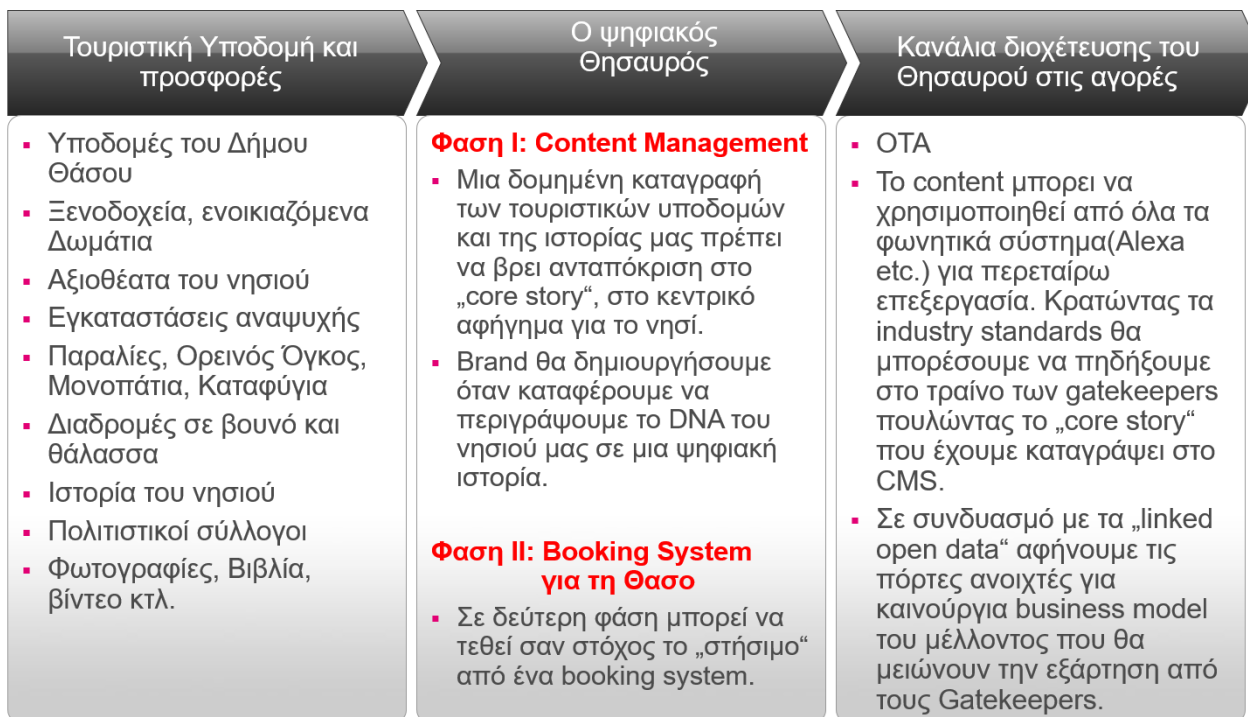 Τουριστική Υποδομή και
προσφορές
Υποδομές του Δήμου
Θάσου
Ξενοδοχεία, ενοικιαζόμενα
Δωμάτια
Αξιοθέατα του νησιού
Εγκαταστάσεις αναψυχής
Παραλίες, Ορεινός Όγκος,
Μονοπάτια, Καταφύγια
Διαδρομές σε βουνό και
θάλασσα
Ιστορία του νησιού
Πολιτιστικοί σύλλογοι
Φωτογραφίες, Βιβλία,
βίντεο κτλ.
Ο ψηφιακός
Θησαυρός
Φαση I: Content Management
Μια δομημένη καταγραφή
των τουριστικών υποδομών
και της ιστορίας μας πρέπει
να βρει ανταπόκριση στο
„core story“, στο κεντρικό
αφήγημα για το νησί.
Brand θα δημιουργήσουμε
όταν καταφέρουμε να
περιγράψουμε το DNA του
νησιού μας σε μια ψηφιακή
ιστορία.
Φαση II: Booking System
για τη Θασο
Σε δεύτερη φάση μπορεί να
τεθεί σαν στόχος το „στήσιμο“
από ένα booking system.
Κανάλια διοχέτευσης του
Θησαυρού στις αγορές
OTA
Το content μπορει να
χρησιμοποιηθεί από όλα τα
φωνητικά σύστημα(Alexa
etc.) για περεταίρω
επεξεργασία. Κρατώντας τα
industry standards θα
μπορέσουμε να πηδήξουμε
στο τραίνο των gatekeepers
πουλώντας το „core story“
που έχουμε καταγράψει στο
CMS.
Σε συνδυασμό με τα „linked
open data“ αφήνουμε τις
πόρτες ανοιχτές για
καινούργια business model
του μέλλοντος που θα
μειώνουν την εξάρτηση από
τους Gatekeepers.